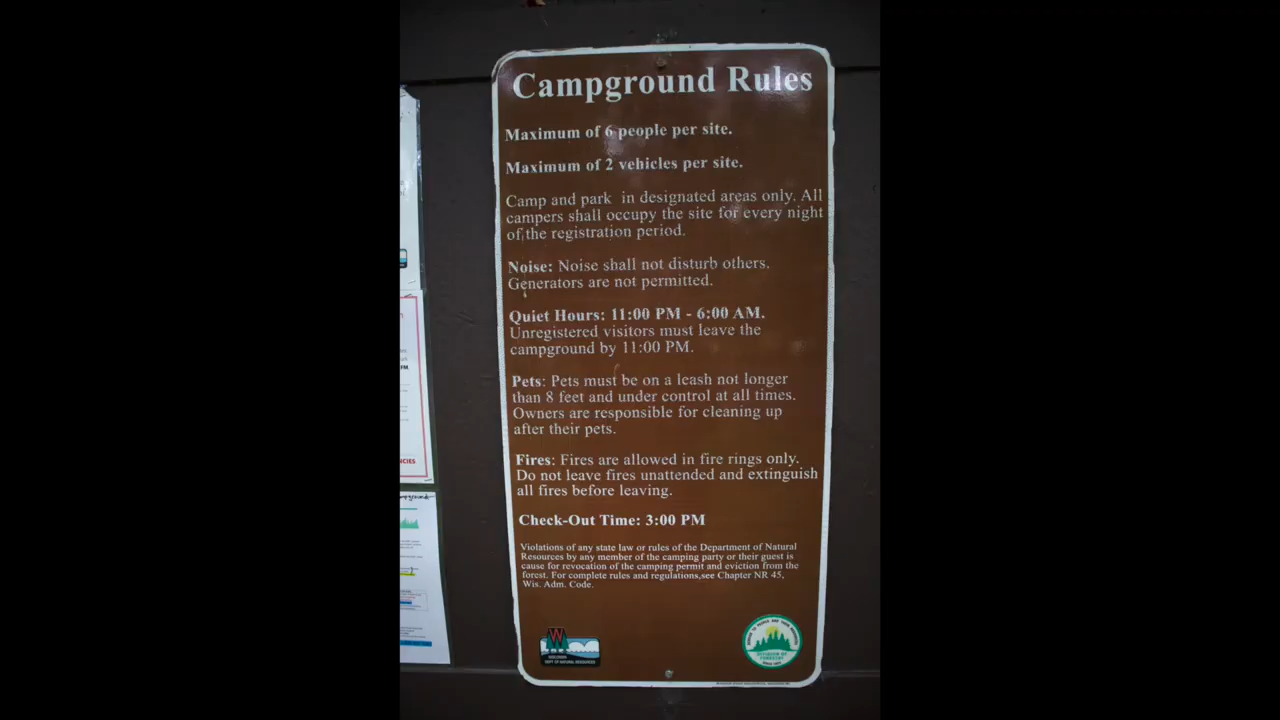 Campground Rules
Maximum of 6 people per site.
Maximum of 2 vehicles per site.
Camp and park in designated areas only. All
campers shall occupy the site for every night
of the registration period.
Noise: Noise shall not disturb others.
Generators are not permitted.
Quiet Hours: 11:00 PM - 6:00 AM.
Unregistered visitors must leave the
campground by 11:00 PM.
Pets: Pets must be on a leash not longer
than 8 feet and under control at all times.
Owners are responsible for cleaning up
after their pets.
Fires: Fires are allowed in fire rings only.
Do not leave fires unattended and extinguish
all fires before leaving.
Check-Out Time: 3:00 PM
Violations of any state law or rules of the Department of Natural
Resources by any member of the camping party or their guest is
cause for revocation of the camping permit and eviction from the
forest. For complete rules and regulations,see Chapter NR 45,
Wis. Adm. Code.
W
WISCONSIN
DEPT. OF NATURAL RESOURCES
DIVISION OF
FORESTRY